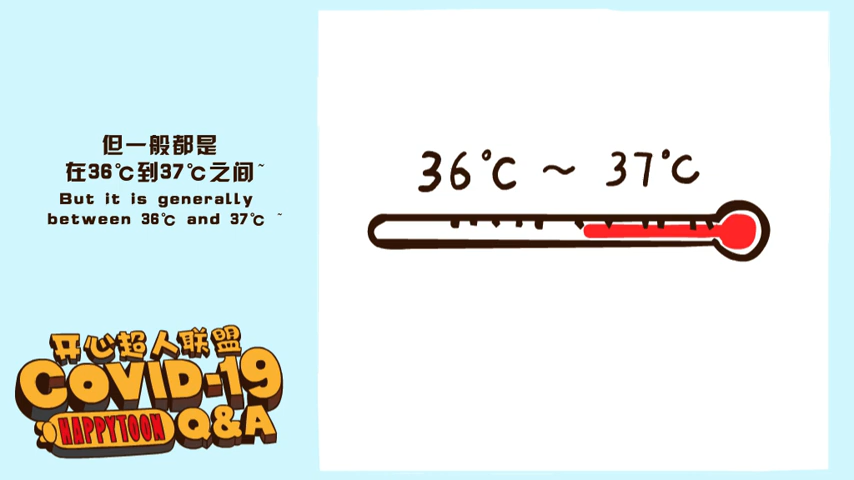 但一般都是
在36℃到37℃之间~
But it is generally
between 36℃ and 37℃ ~
36℃ ~ 37℃
开心超人联盟
COVID-19
HAPPYTOON Q&A